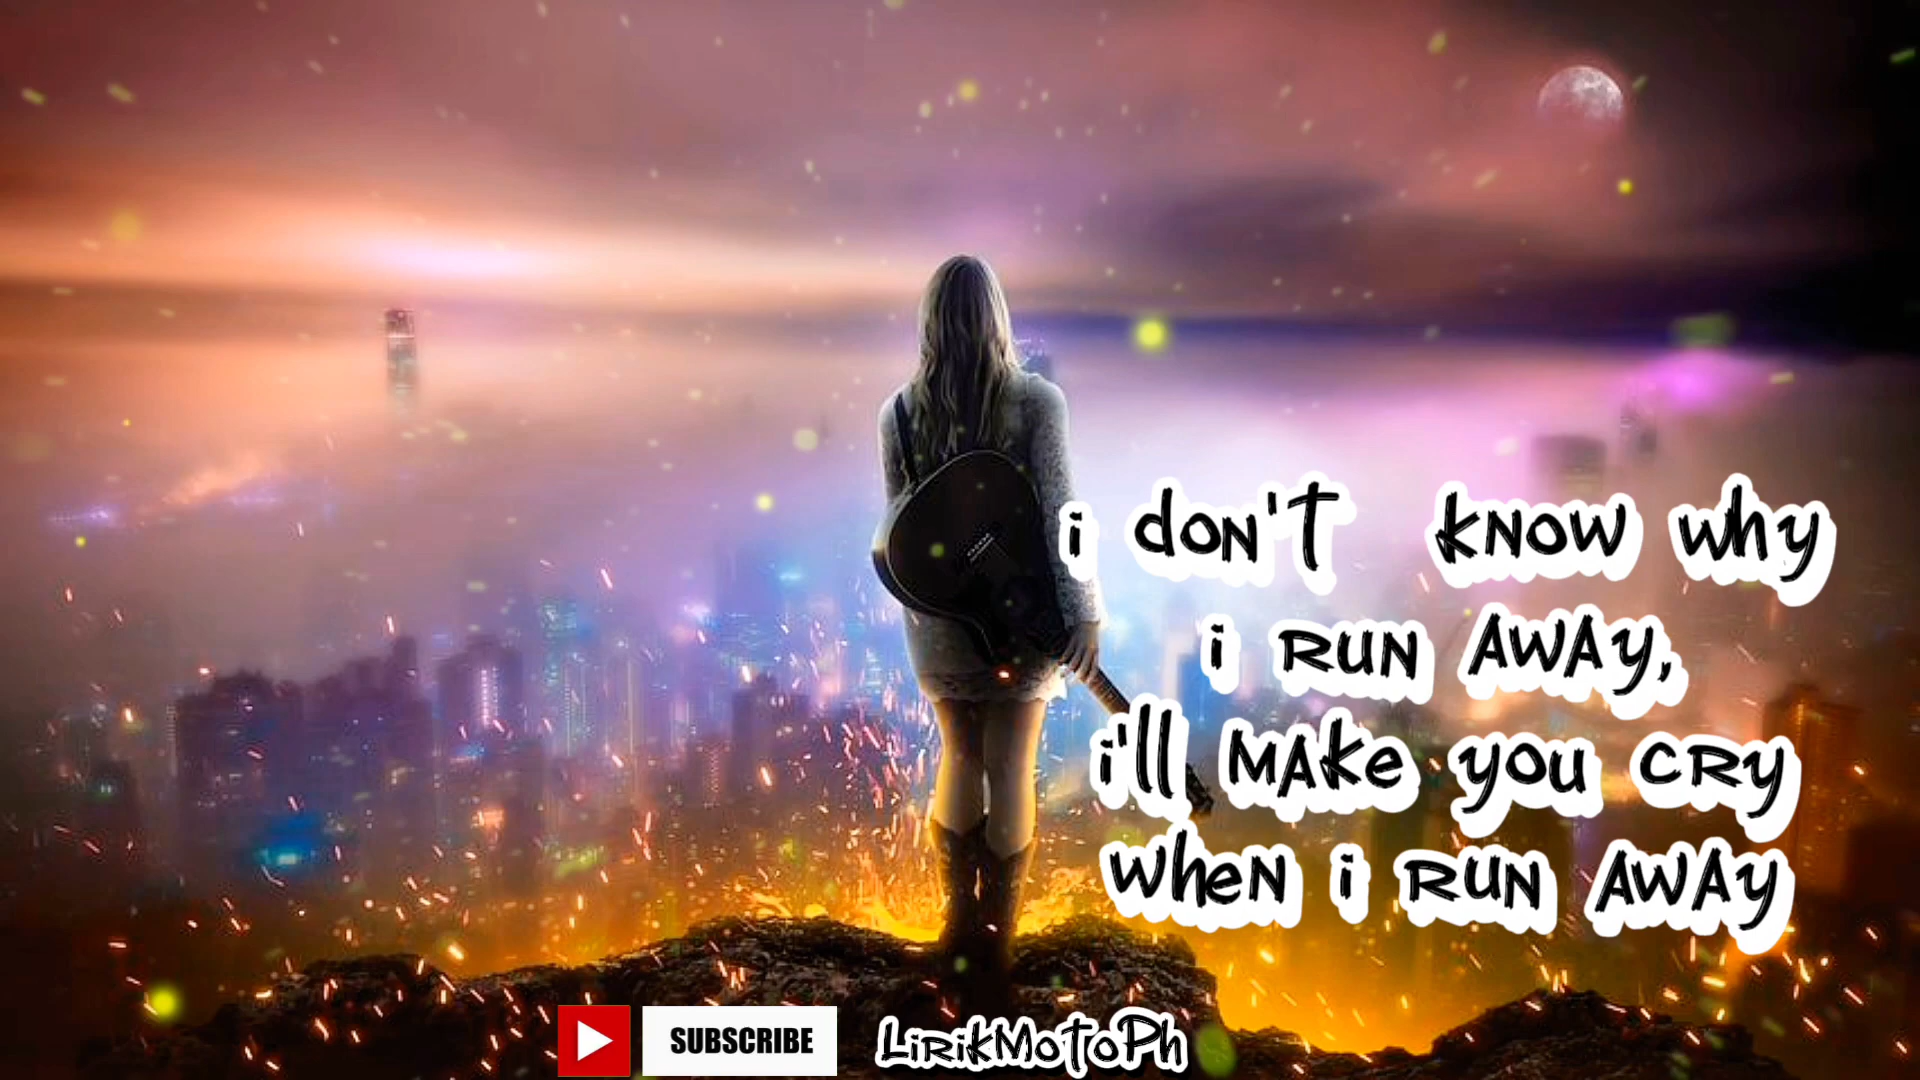 i DON'T KNOW why
i RUN AWAY,
i'll MAKE you CRy
wheN i RUN AWAy
SUBSCRIBE
LiRiKMoToPh